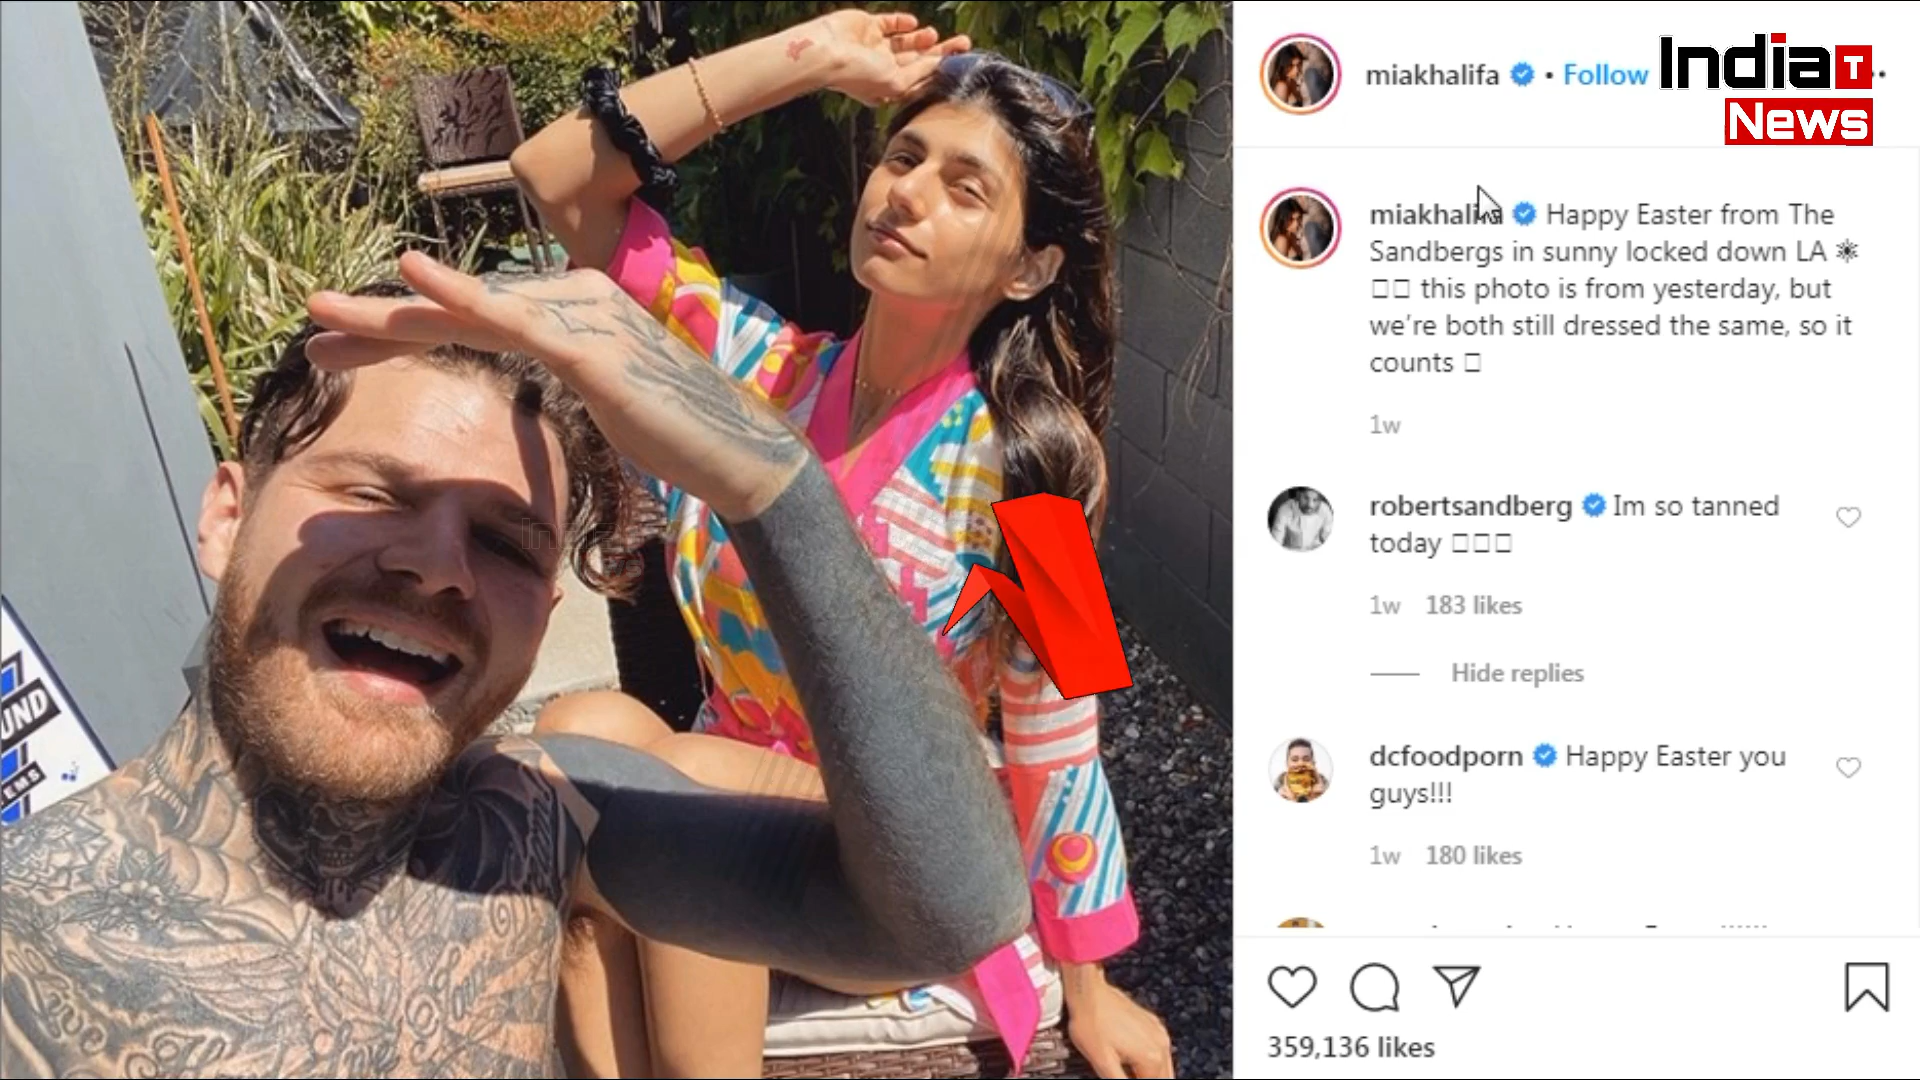 miakhalifa • Follow
India T
News
miakhalifa Happy Easter from The
Sandbergs in sunny locked down LA ☀
□□ this photo is from yesterday, but
we’re both still dressed the same, so it
counts □
1w
robertsandberg Im so tanned
today □□□
1w 183 likes
Hide replies
dcfoodporn Happy Easter you
guys!!!
1w 180 likes
359,136 likes